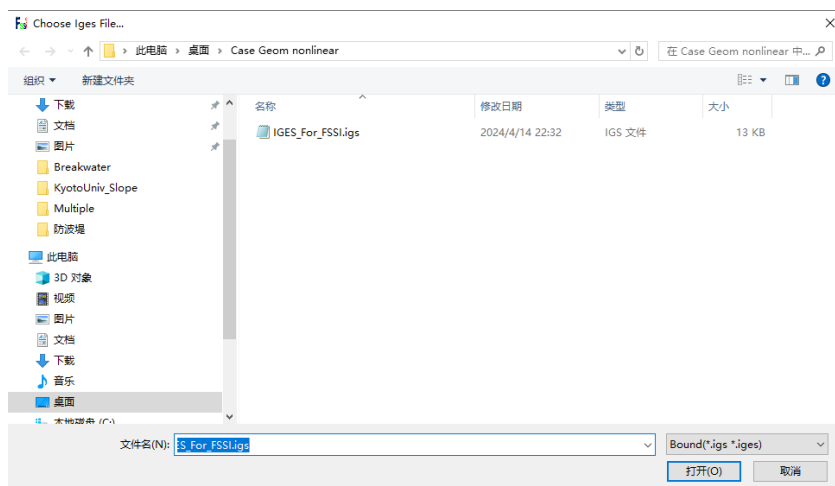 Choose Iges File...
此电脑 › 桌面 › Case Geom nonlinear
在 Case Geom nonlinear 中...
组织 新建文件夹
名称 修改日期 类型 大小
IGES_For_FSSI.igs 2024/4/14 22:32 IGS 文件 13 KB
下载
文档
图片
Breakwater
KyotoUniv_Slope
Multiple
防波堤
此电脑
3D 对象
视频
图片
文档
下载
音乐
桌面
本地磁盘 (C:)
文件名(N): ES_For_FSSI.igs
Bound(*.igs *.iges)
打开(O) 取消